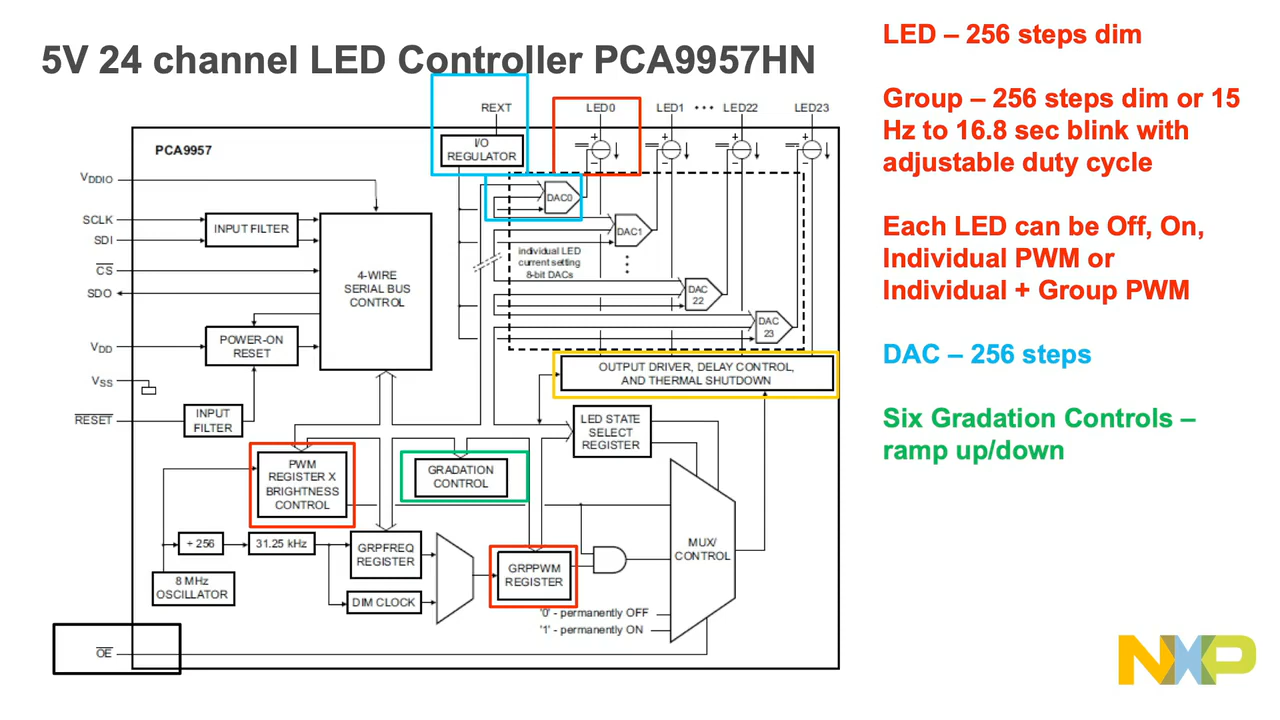 5V 24 channel LED Controller PCA9957HN
LED – 256 steps dim
Group – 256 steps dim or 15
Hz to 16.8 sec blink with
adjustable duty cycle
Each LED can be Off, On,
Individual PWM or
Individual + Group PWM
DAC – 256 steps
Six Gradation Controls –
ramp up/down
REXT
LED0
LED1
•••
LED22
LED23
PCA9957
I/O
REGULATOR
VDDIO
SCLK
SDI
CS
SDO
VDD
VSS
RESET
OE
INPUT FILTER
4-WIRE
SERIAL BUS
CONTROL
POWER-ON
RESET
INPUT
FILTER
DAC0
DAC1
individual LED
current setting
8-bit DACs
DAC
22
DAC
23
OUTPUT DRIVER, DELAY CONTROL,
AND THERMAL SHUTDOWN
LED STATE
SELECT
REGISTER
PWM
REGISTER X
BRIGHTNESS
CONTROL
GRADATION
CONTROL
÷ 256
31.25 kHz
GRPFREQ
REGISTER
8 MHz
OSCILLATOR
DIM CLOCK
GRPPWM
REGISTER
MUX/
CONTROL
'0' - permanently OFF
'1' - permanently ON
NXP